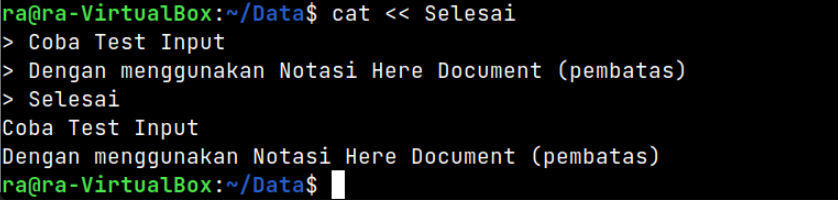 ra@ra-VirtualBox:~/Data$ cat << Selesai
> Coba Test Input
> Dengan menggunakan Notasi Here Document (pembatas)
> Selesai
Coba Test Input
Dengan menggunakan Notasi Here Document (pembatas)
ra@ra-VirtualBox:~/Data$